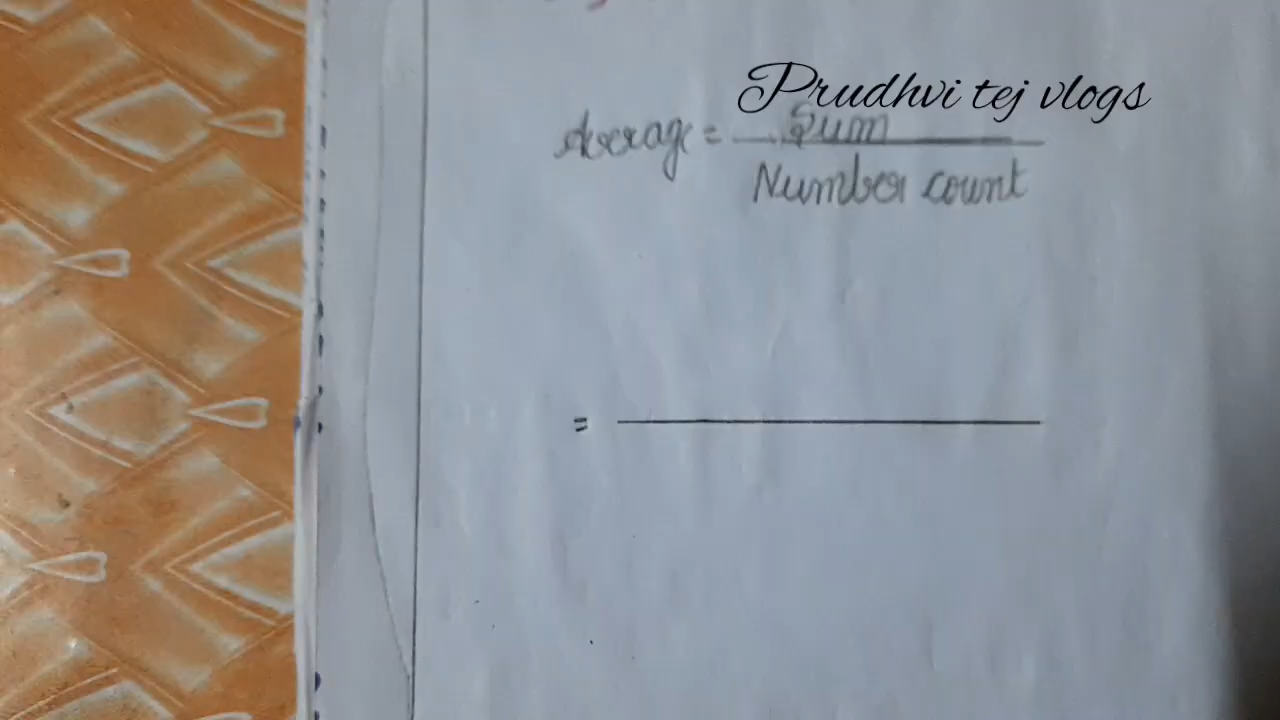 Prudhvi tej vlogs
Average = Sum
Number count
=